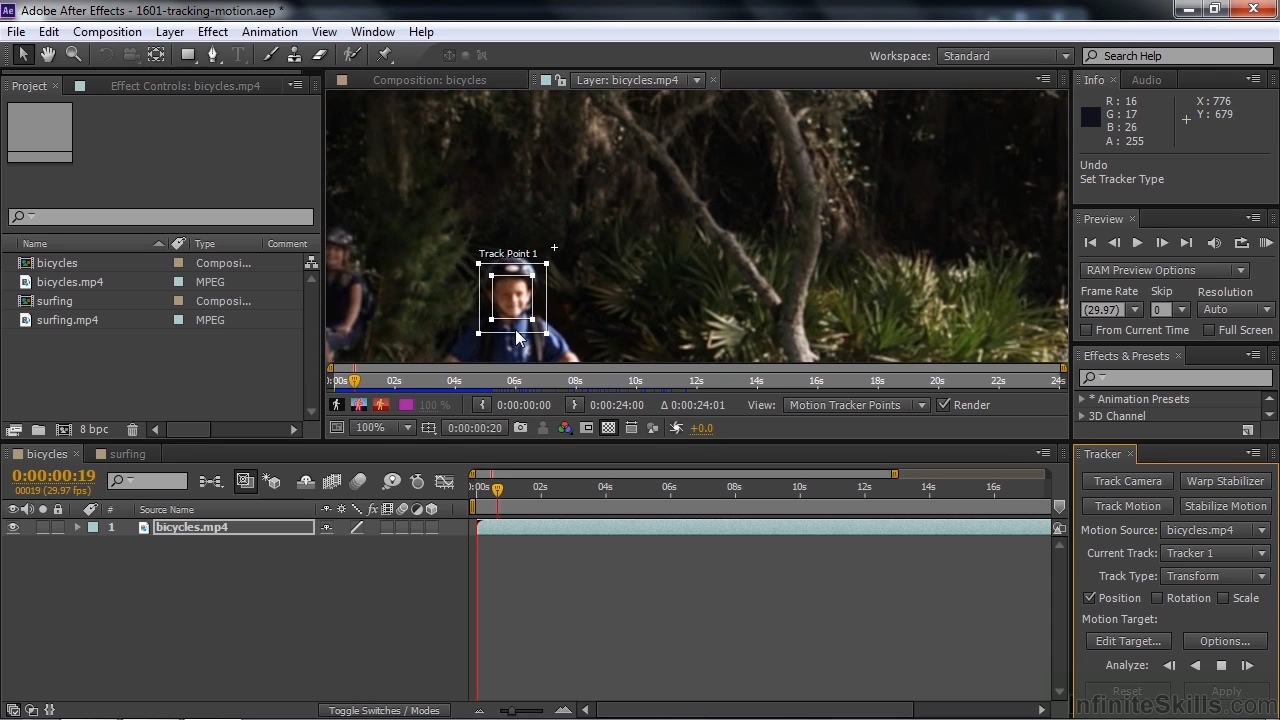 Adobe After Effects - 1601-tracking-motion.aep *
File Edit Composition Layer Effect Animation View Window Help
Workspace: Standard Search Help
Project Effect Controls: bicycles.mp4
Composition: bicycles Layer: bicycles.mp4
Info Audio
R : 16 X : 776
G : 17 Y : 679
B : 26
A : 255
Undo
Set Tracker Type
Preview
RAM Preview Options
Frame Rate Skip Resolution
(29.97) 0 Auto
From Current Time Full Screen
Effects & Presets
* Animation Presets
3D Channel
Name Type Comment
bicycles Composi...
bicycles.mp4 MPEG
surfing Composi...
surfing.mp4 MPEG
8 bpc
Track Point 1
0:00s 02s 04s 06s 08s 10s 12s 14s 16s 18s 20s 22s 24s
100 % 0:00:00:00 0:00:24:00 Δ 0:00:24:01 View: Motion Tracker Points Render
100% 0:00:00:20 +0.0
bicycles surfing
0:00:00:19
00019 (29.97 fps)
0:00s 02s 04s 06s 08s 10s 12s 14s 16s
# Source Name
1 bicycles.mp4
Toggle Switches / Modes
Tracker
Track Camera Warp Stabilizer
Track Motion Stabilize Motion
Motion Source: bicycles.mp4
Current Track: Tracker 1
Track Type: Transform
Position Rotation Scale
Motion Target:
Edit Target... Options...
Analyze:
Reset Apply
InfiniteSkills.com